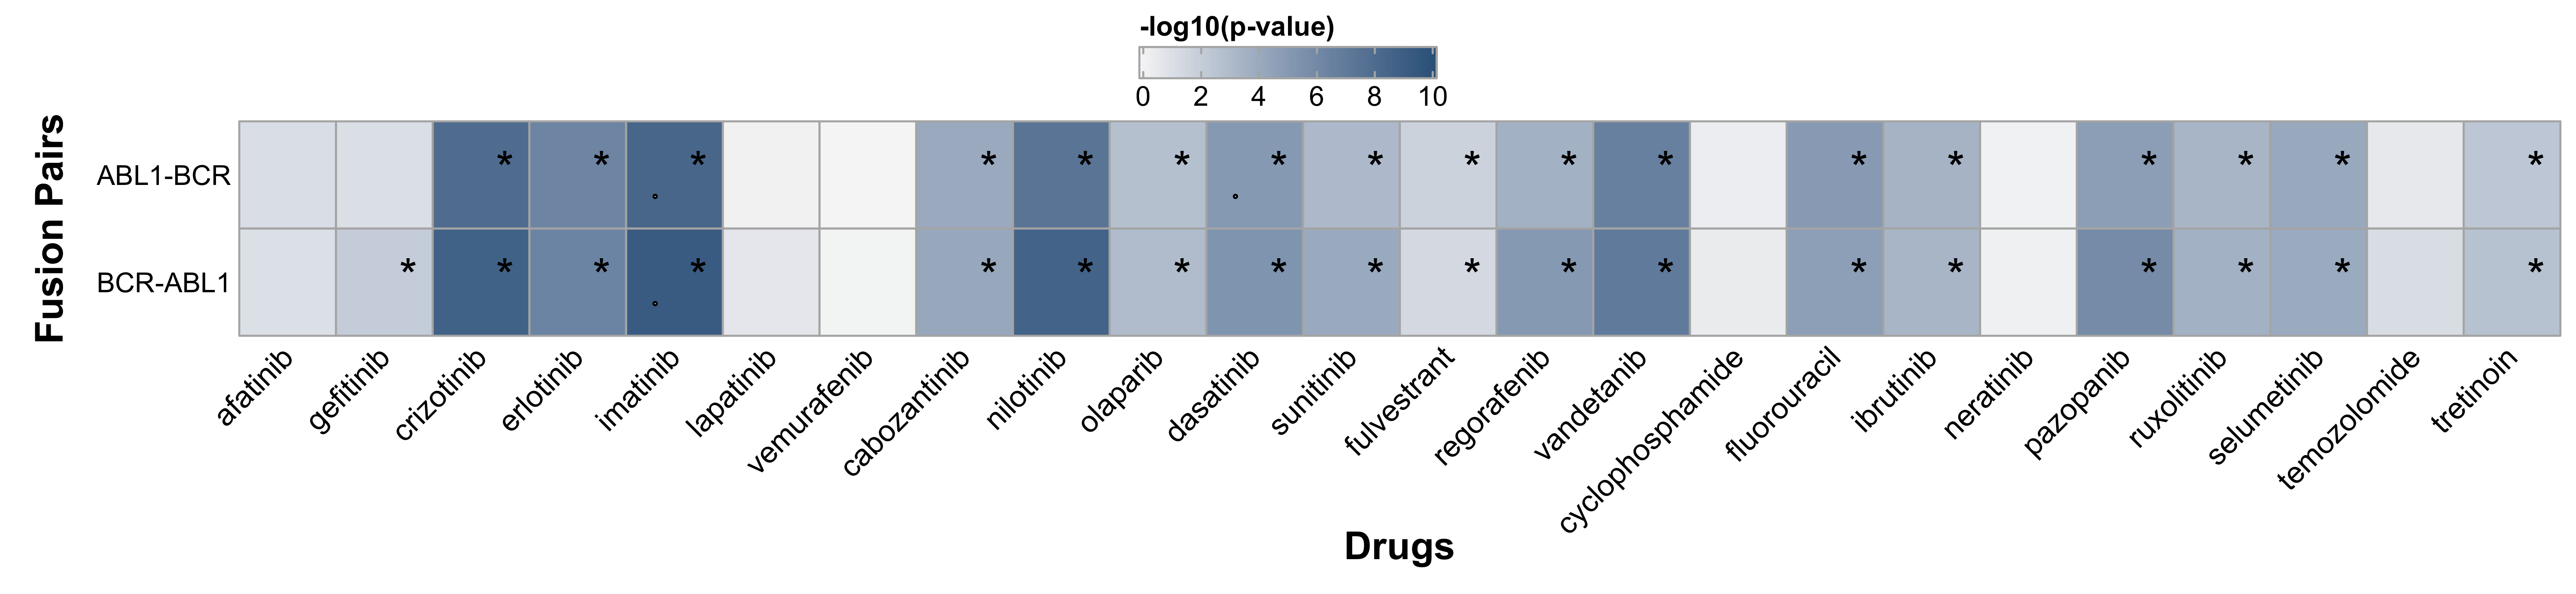 -log10(p-value)
0 2 4 6 8 10
Fusion Pairs
ABL1-BCR * * * * * * * * * * * * * * * * *
BCR-ABL1 * * * * * * * * * * * * * * * * * *
afatinib gefitinib crizotinib erlotinib imatinib lapatinib vemurafenib cabozantinib nilotinib olaparib dasatinib sunitinib fulvestrant regorafenib vandetanib cyclophosphamide fluorouracil ibrutinib neratinib pazopanib ruxolitinib selumetinib temozolomide tretinoin
Drugs